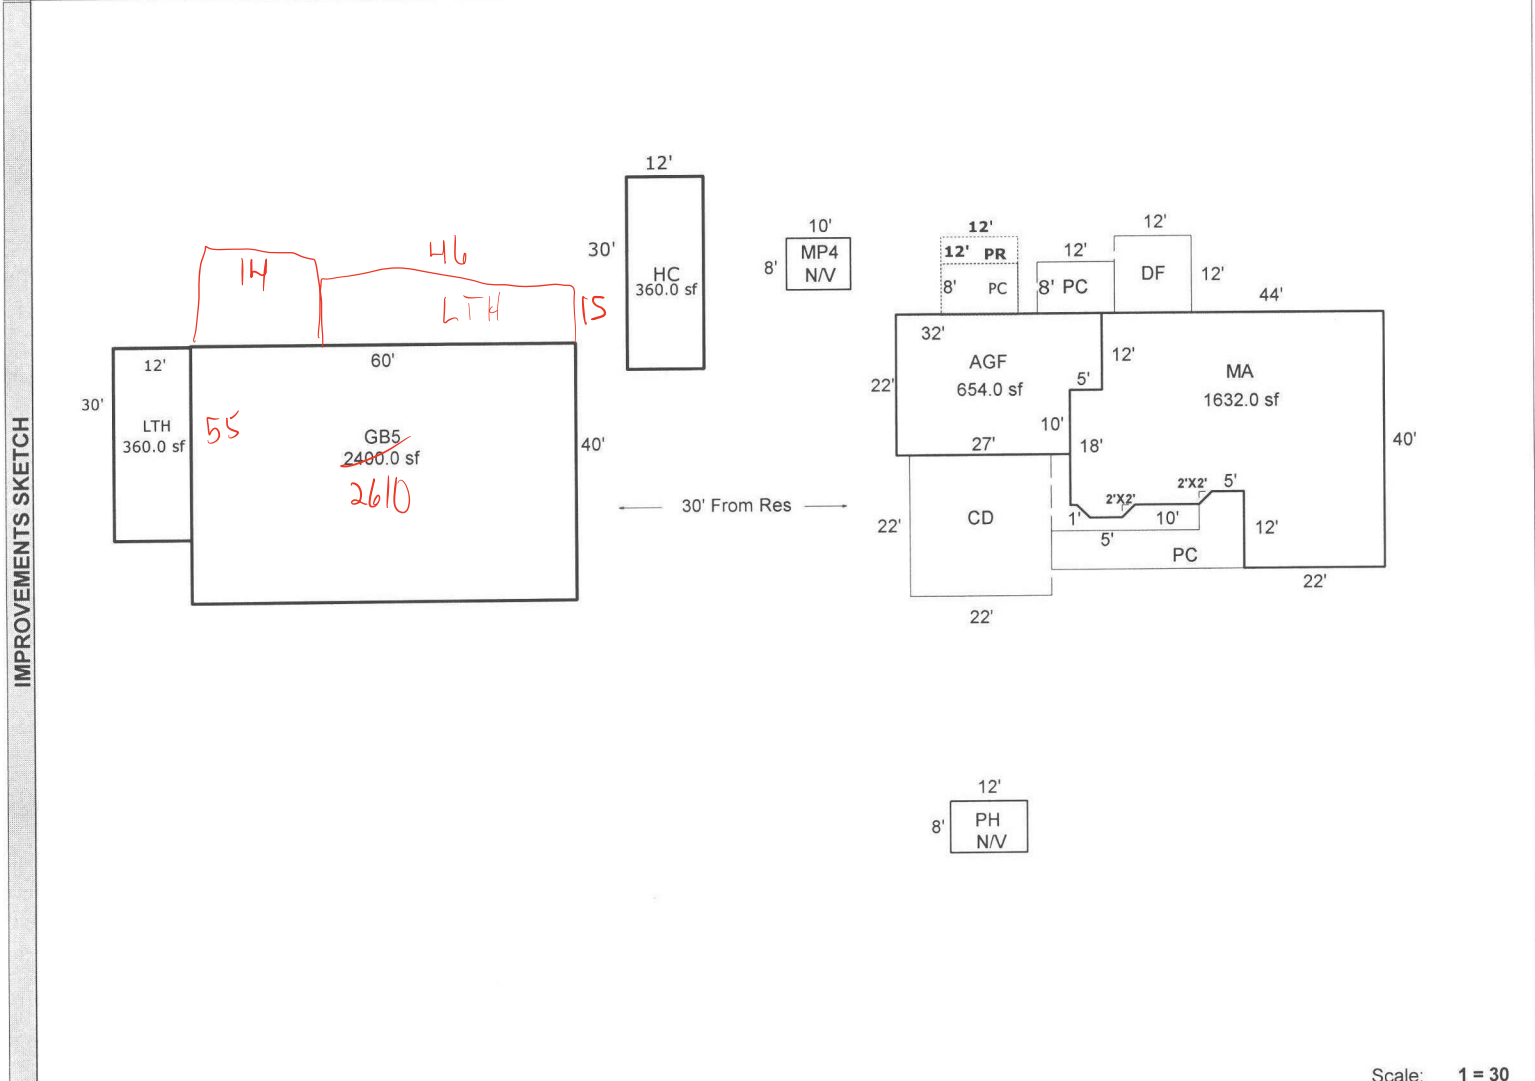 IMPROVEMENTS SKETCH
14
46
LTH
15
12'
30'
LTH
360.0 sf
60'
55
GB5
2400.0 sf
2610
40'
12'
30'
HC
360.0 sf
10'
8'
MP4
N/V
30' From Res
12'
12' PR
8' PC
12'
8' PC
12'
DF
12'
44'
32'
AGF
654.0 sf
22'
12'
5'
10'
27'
18'
MA
1632.0 sf
40'
2'X2'
2'X2'
5'
1'
10'
5'
12'
PC
22'
22'
CD
22'
12'
8'
PH
N/V
Scale: 1 = 30